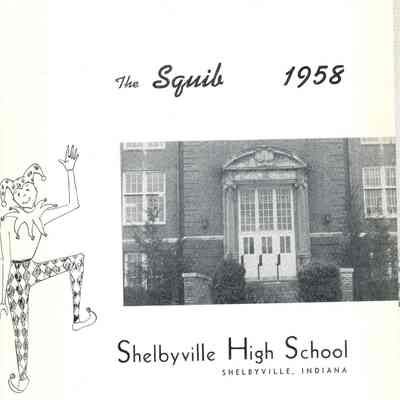 The Squib 1958
Shelbyville High School
SHELBYVILLE, INDIANA